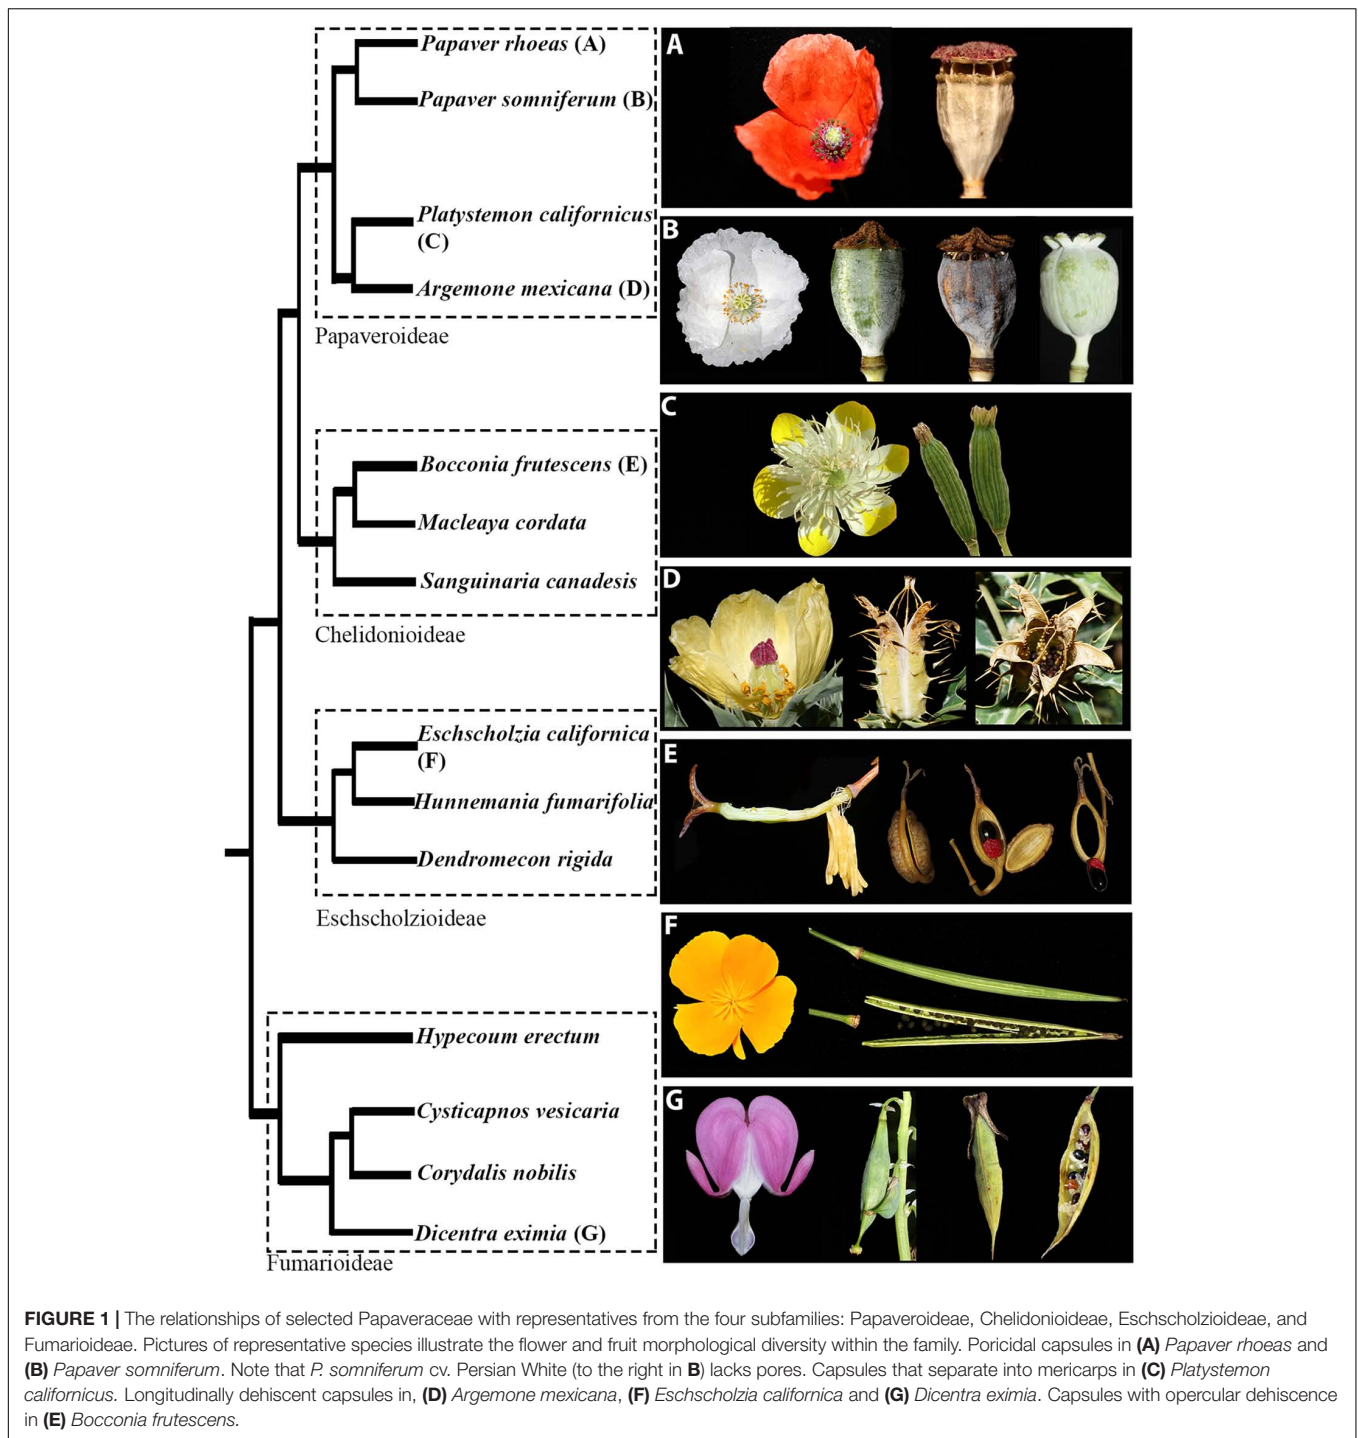 Papaver rhoeas (A)
Papaver somniferum (B)
Platystemon californicus
(C)
Argemone mexicana (D)
Papaveroideae
Bocconia frutescens (E)
Macleaya cordata
Sanguinaria canadesis
Chelidonioideae
Eschscholzia californica
(F)
Hunnemania fumarifolia
Dendromecon rigida
Eschscholzioideae
Hypecoum erectum
Cysticapnos vesicaria
Corydalis nobilis
Dicentra eximia (G)
Fumarioideae
A
B
C
D
E
F
G
FIGURE 1 | The relationships of selected Papaveraceae with representatives from the four subfamilies: Papaveroideae, Chelidonioideae, Eschscholzioideae, and
Fumarioideae. Pictures of representative species illustrate the flower and fruit morphological diversity within the family. Poricidal capsules in (A) Papaver rhoeas and
(B) Papaver somniferum. Note that P. somniferum cv. Persian White (to the right in B) lacks pores. Capsules that separate into mericarps in (C) Platystemon
californicus. Longitudinally dehiscent capsules in, (D) Argemone mexicana, (F) Eschscholzia californica and (G) Dicentra eximia. Capsules with opercular dehiscence
in (E) Bocconia frutescens.